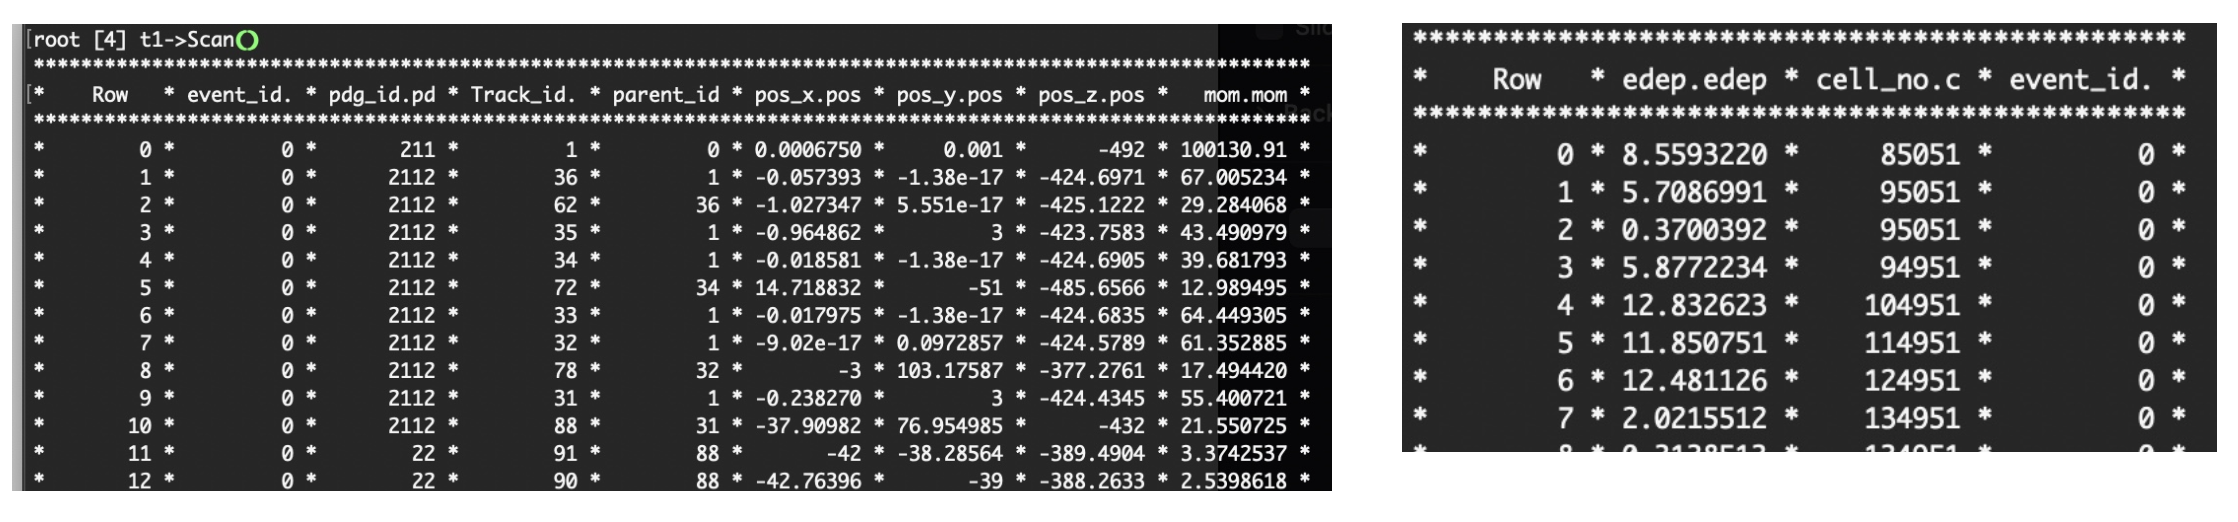 [root [4] t1->Scan()
************************************************************************************************************
[*    Row   * event_id. * pdg_id.pd * Track_id. * parent_id * pos_x.pos * pos_y.pos * pos_z.pos *   mom.mom *
************************************************************************************************************
*        0 *         0 *       211 *         1 *         0 * 0.0006750 *     0.001 *      -492 * 100130.91 *
*        1 *         0 *      2112 *        36 *         1 * -0.057393 * -1.38e-17 * -424.6971 * 67.005234 *
*        2 *         0 *      2112 *        62 *        36 * -1.027347 * 5.551e-17 * -425.1222 * 29.284068 *
*        3 *         0 *      2112 *        35 *         1 * -0.964862 *         3 * -423.7583 * 43.490979 *
*        4 *         0 *      2112 *        34 *         1 * -0.018581 * -1.38e-17 * -424.6905 * 39.681793 *
*        5 *         0 *      2112 *        72 *        34 * 14.718832 *       -51 * -485.6566 * 12.989495 *
*        6 *         0 *      2112 *        33 *         1 * -0.017975 * -1.38e-17 * -424.6835 * 64.449305 *
*        7 *         0 *      2112 *        32 *         1 * -9.02e-17 * 0.0972857 * -424.5789 * 61.352885 *
*        8 *         0 *      2112 *        78 *        32 *        -3 * 103.17587 * -377.2761 * 17.494420 *
*        9 *         0 *      2112 *        31 *         1 * -0.238270 *         3 * -424.4345 * 55.400721 *
*       10 *         0 *      2112 *        88 *        31 * -37.90982 * 76.954985 *      -432 * 21.550725 *
*       11 *         0 *        22 *        91 *        88 *       -42 * -38.28564 * -389.4904 * 3.3742537 *
*       12 *         0 *        22 *        90 *        88 * -42.76396 *       -39 * -388.2633 * 2.5398618 *
************************************************
*    Row   * edep.edep * cell_no.c * event_id. *
************************************************
*        0 * 8.5593220 *     85051 *         0 *
*        1 * 5.7086991 *     95051 *         0 *
*        2 * 0.3700392 *     95051 *         0 *
*        3 * 5.8772234 *     94951 *         0 *
*        4 * 12.832623 *    104951 *         0 *
*        5 * 11.850751 *    114951 *         0 *
*        6 * 12.481126 *    124951 *         0 *
*        7 * 2.0215512 *    134951 *         0 *